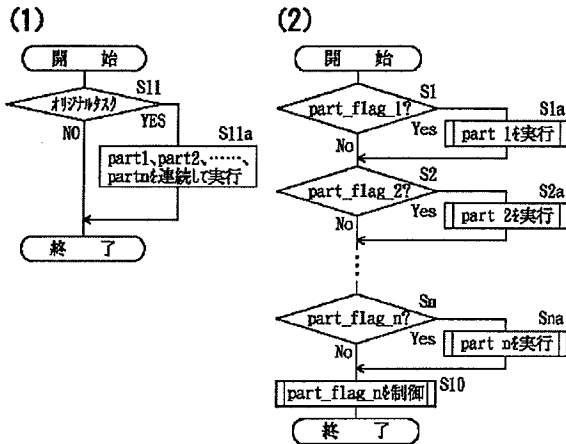 (1)
開 始
S11
オリジナルタスク
NO
YES
S11a
part1、part2、……、
partnを連続して実行
終 了
(2)
開 始
S1
part_flag_1?
S1a
Yes
part 1を実行
No
S2
part_flag_2?
S2a
Yes
part 2を実行
No
Sn
part_flag_n?
Sna
Yes
part nを実行
No
S10
part_flag_nを制御
終 了